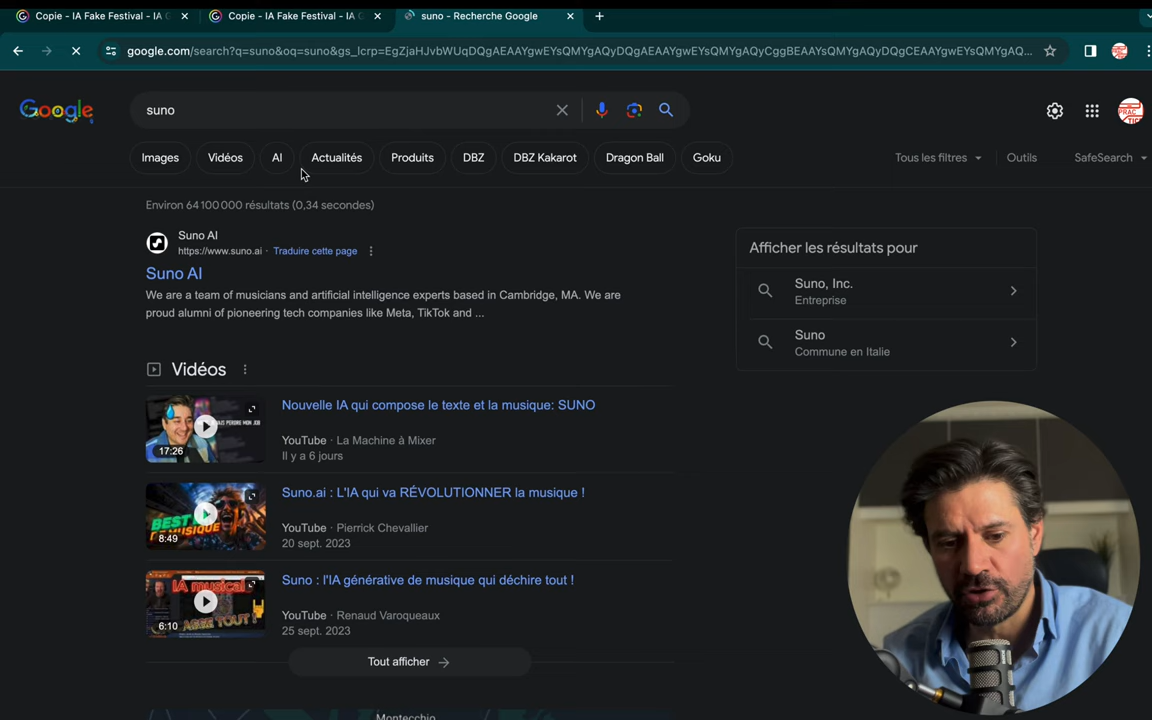 Copie - IA Fake Festival - IA G
Copie - IA Fake Festival - IA G
suno - Recherche Google
google.com/search?q=suno&oq=suno&gs_lcrp=EgZjaHJvbWUqDQgAEAAYgwEYsQMYgAQyDQgAEAAYgwEYsQMYgAQyCggBEAAYsQMYgAQyDQgCEAAYgwEYsQMYgAQ...
Google
suno
Images
Vidéos
AI
Actualités
Produits
DBZ
DBZ Kakarot
Dragon Ball
Goku
Tous les filtres
Outils
SafeSearch
Environ 64 100 000 résultats (0,34 secondes)
Suno AI
https://www.suno.ai · Traduire cette page
Suno AI
We are a team of musicians and artificial intelligence experts based in Cambridge, MA. We are
proud alumni of pioneering tech companies like Meta, TikTok and ...
Afficher les résultats pour
Suno, Inc.
Entreprise
Suno
Commune en Italie
Vidéos
17:26
Nouvelle IA qui compose le texte et la musique: SUNO
YouTube · La Machine à Mixer
Il y a 6 jours
8:49
Suno.ai : L'IA qui va RÉVOLUTIONNER la musique !
YouTube · Pierrick Chevallier
20 sept. 2023
IA musical
6:10
Suno : l'IA générative de musique qui déchire tout !
YouTube · Renaud Varoqueaux
25 sept. 2023
Tout afficher
Montecchio